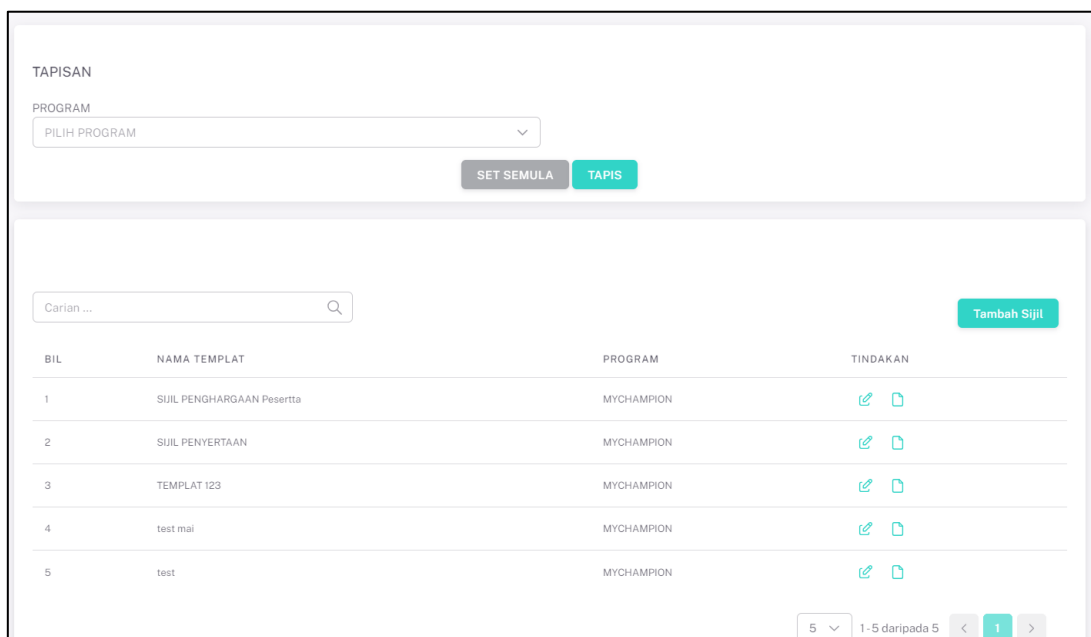 TAPISAN
PROGRAM
PILIH PROGRAM
SET SEMULA TAPIS
Carian ...
Tambah Sijil
BIL NAMA TEMPLAT PROGRAM TINDAKAN
1 SIJIL PENGHARGAAN Pesertta MYCHAMPION
2 SIJIL PENYERTAAN MYCHAMPION
3 TEMPLAT 123 MYCHAMPION
4 test mai MYCHAMPION
5 test MYCHAMPION
5 1 - 5 daripada 5 < 1 >